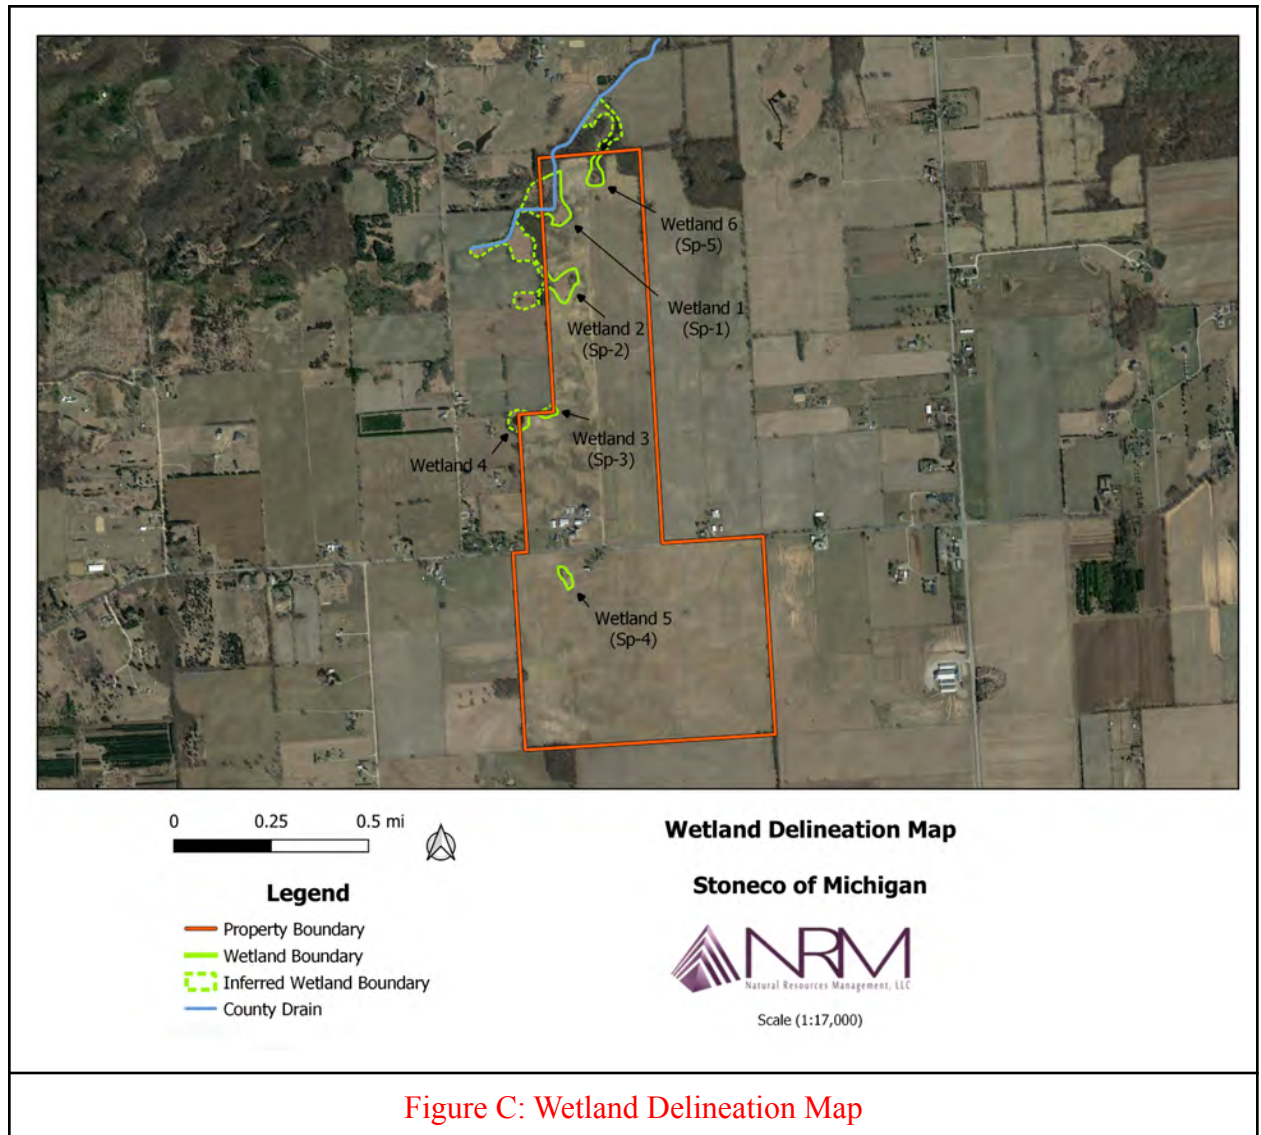 Wetland 6
(Sp-5)
Wetland 1
(Sp-1)
Wetland 2
(Sp-2)
Wetland 3
(Sp-3)
Wetland 4
Wetland 5
(Sp-4)
0 0.25 0.5 mi
Legend
Property Boundary
Wetland Boundary
Inferred Wetland Boundary
County Drain
Wetland Delineation Map
Stoneco of Michigan
NRM
Natural Resources Management, LLC
Scale (1:17,000)
Figure C: Wetland Delineation Map